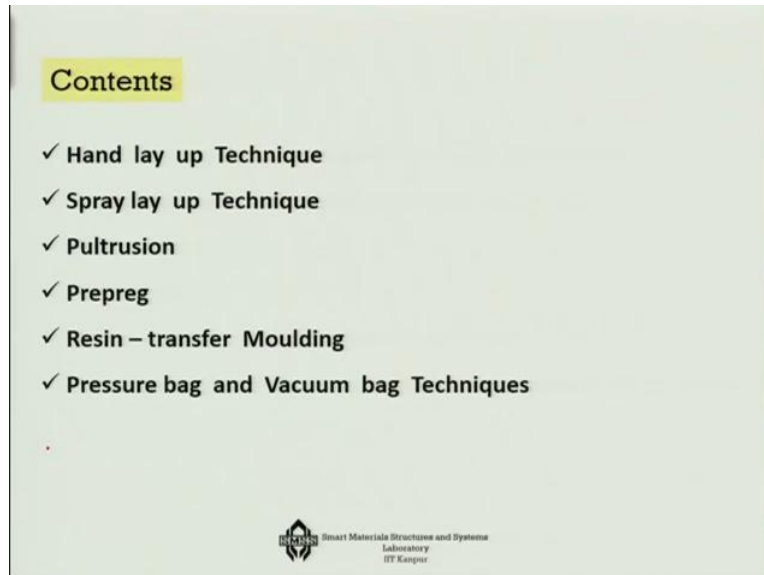 Contents
✓ Hand lay up Technique
✓ Spray lay up Technique
✓ Pultrusion
✓ Prepreg
✓ Resin – transfer Moulding
✓ Pressure bag and Vacuum bag Techniques
SMSS
Smart Materials Structures and Systems
Laboratory
IIT Kanpur